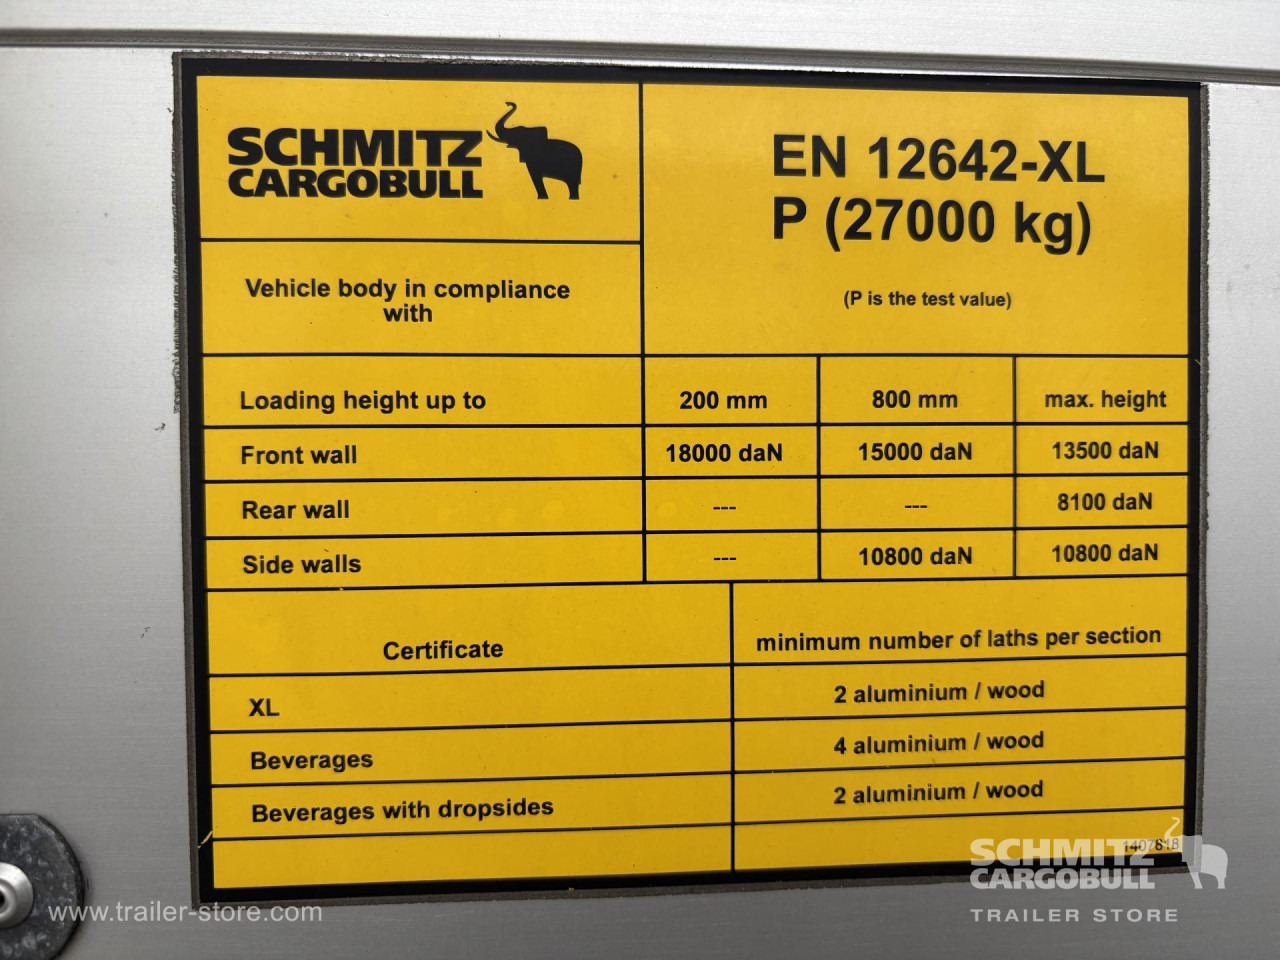 SCHMITZ
CARGOBULL
EN 12642-XL
P (27000 kg)
(P is the test value)
Vehicle body in compliance
with
Loading height up to 200 mm 800 mm max. height
Front wall 18000 daN 15000 daN 13500 daN
Rear wall --- --- 8100 daN
Side walls --- 10800 daN 10800 daN
Certificate minimum number of laths per section
XL 2 aluminium / wood
Beverages 4 aluminium / wood
Beverages with dropsides 2 aluminium / wood
SCHMITZ
CARGOBULL
TRAILER STORE
www.trailer-store.com